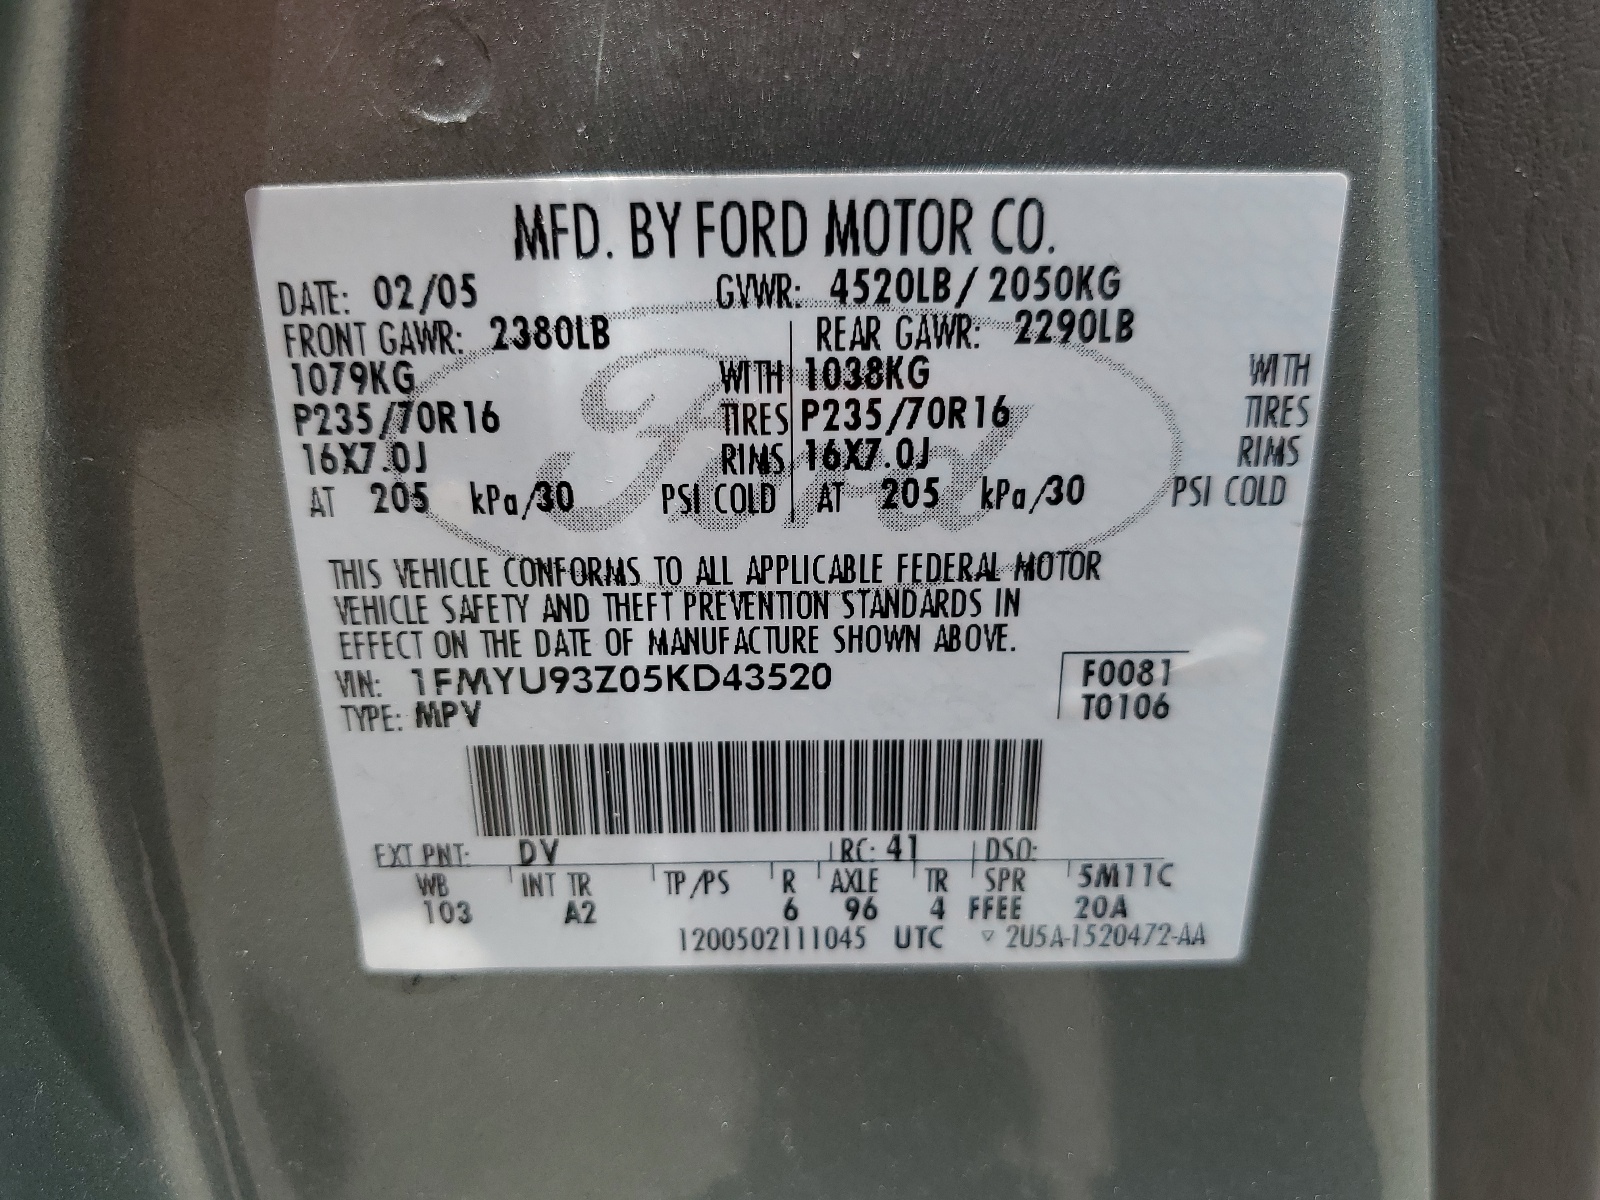 MFD. BY FORD MOTOR CO.
DATE: 02/05 GVWR: 4520LB/2050KG
FRONT GAWR: 2380LB REAR GAWR: 2290LB
1079KG WITH 1038KG WITH
P235/70R16 TIRES P235/70R16 TIRES
16X7.0J RIMS 16X7.0J RIMS
AT 205 kPa/30 PSI COLD AT 205 kPa/30 PSI COLD
Ford
THIS VEHICLE CONFORMS TO ALL APPLICABLE FEDERAL MOTOR
VEHICLE SAFETY AND THEFT PREVENTION STANDARDS IN
EFFECT ON THE DATE OF MANUFACTURE SHOWN ABOVE.
VIN: 1FMYU93Z05KD43520 F0081
TYPE: MPV T0106
EXT PNT: DV RC: 41 DSO:
WB INT TR TP/PS R AXLE TR SPR 5M11C
103 A2 6 96 4 FFEE 20A
1200502111045 UTC ▽ 2U5A-1520472-AA